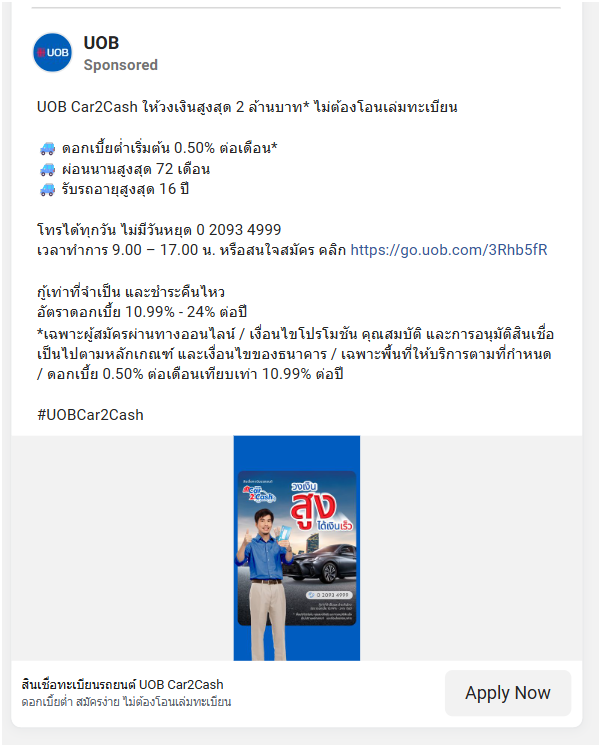 UOB
UOB
Sponsored
UOB Car2Cash ให้วงเงินสูงสุด 2 ล้านบาท* ไม่ต้องโอนเล่มทะเบียน
🚙 ดอกเบี้ยต่ำเริ่มต้น 0.50% ต่อเดือน*
🚙 ผ่อนนานสูงสุด 72 เดือน
🚙 รับรถอายุสูงสุด 16 ปี
โทรได้ทุกวัน ไม่มีวันหยุด 0 2093 4999
เวลาทำการ 9.00 – 17.00 น. หรือสนใจสมัคร คลิก https://go.uob.com/3Rhb5fR
กู้เท่าที่จำเป็น และชำระคืนไหว
อัตราดอกเบี้ย 10.99% - 24% ต่อปี
*เฉพาะผู้สมัครผ่านทางออนไลน์ / เงื่อนไขโปรโมชัน คุณสมบัติ และการอนุมัติสินเชื่อ
เป็นไปตามหลักเกณฑ์ และเงื่อนไขของธนาคาร / เฉพาะพื้นที่ให้บริการตามที่กำหนด
/ ดอกเบี้ย 0.50% ต่อเดือนเทียบเท่า 10.99% ต่อปี
#UOBCar2Cash
car
2Cash
วงเงิน
สูง
ได้เงินเร็ว
0 2093 4999
สินเชื่อทะเบียนรถยนต์ UOB Car2Cash
ดอกเบี้ยต่ำ สมัครง่าย ไม่ต้องโอนเล่มทะเบียน
Apply Now